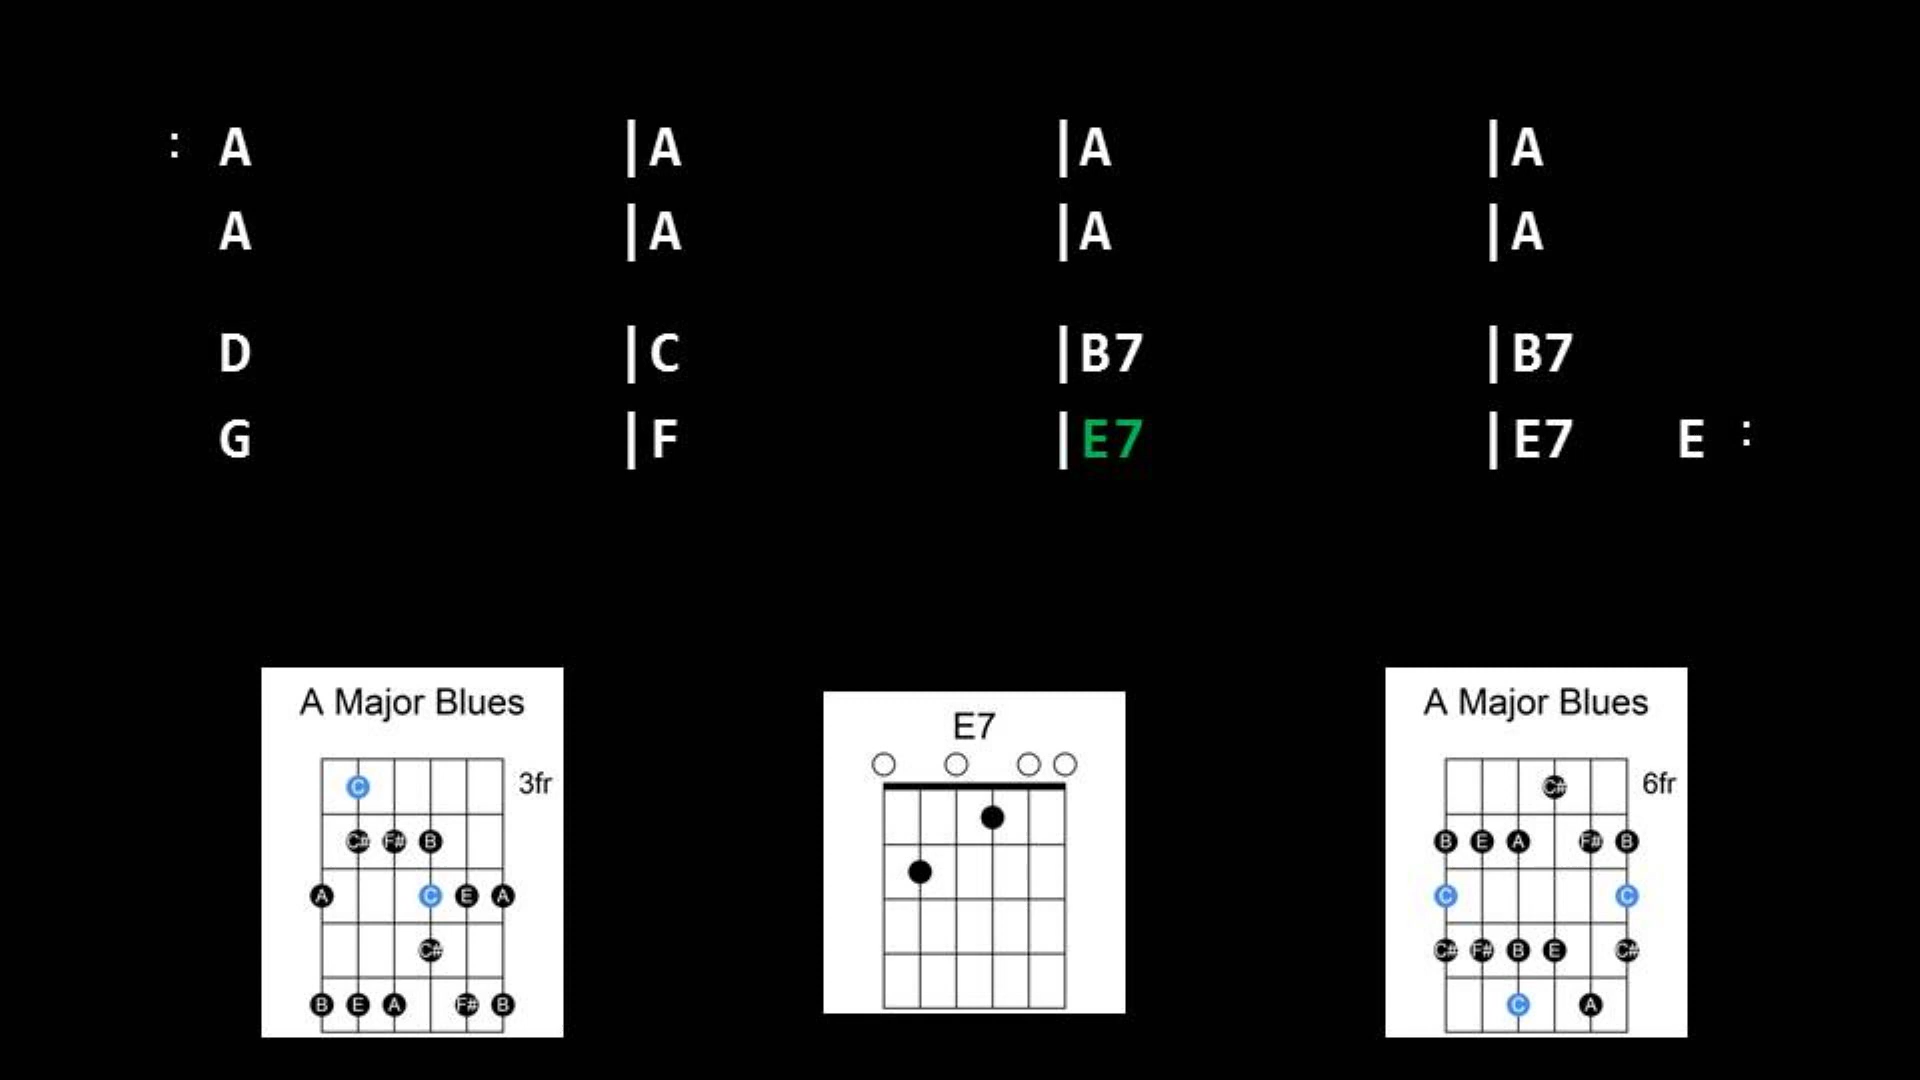 : A |A |A |A
A |A |A |A
D |C |B7 |B7
G |F |E7 |E7 E :
A Major Blues
3fr
C
C# F# B
A C E A
C#
B E A F# B
E7
A Major Blues
6fr
C#
B E A F# B
C C
C# F# B E C#
C A